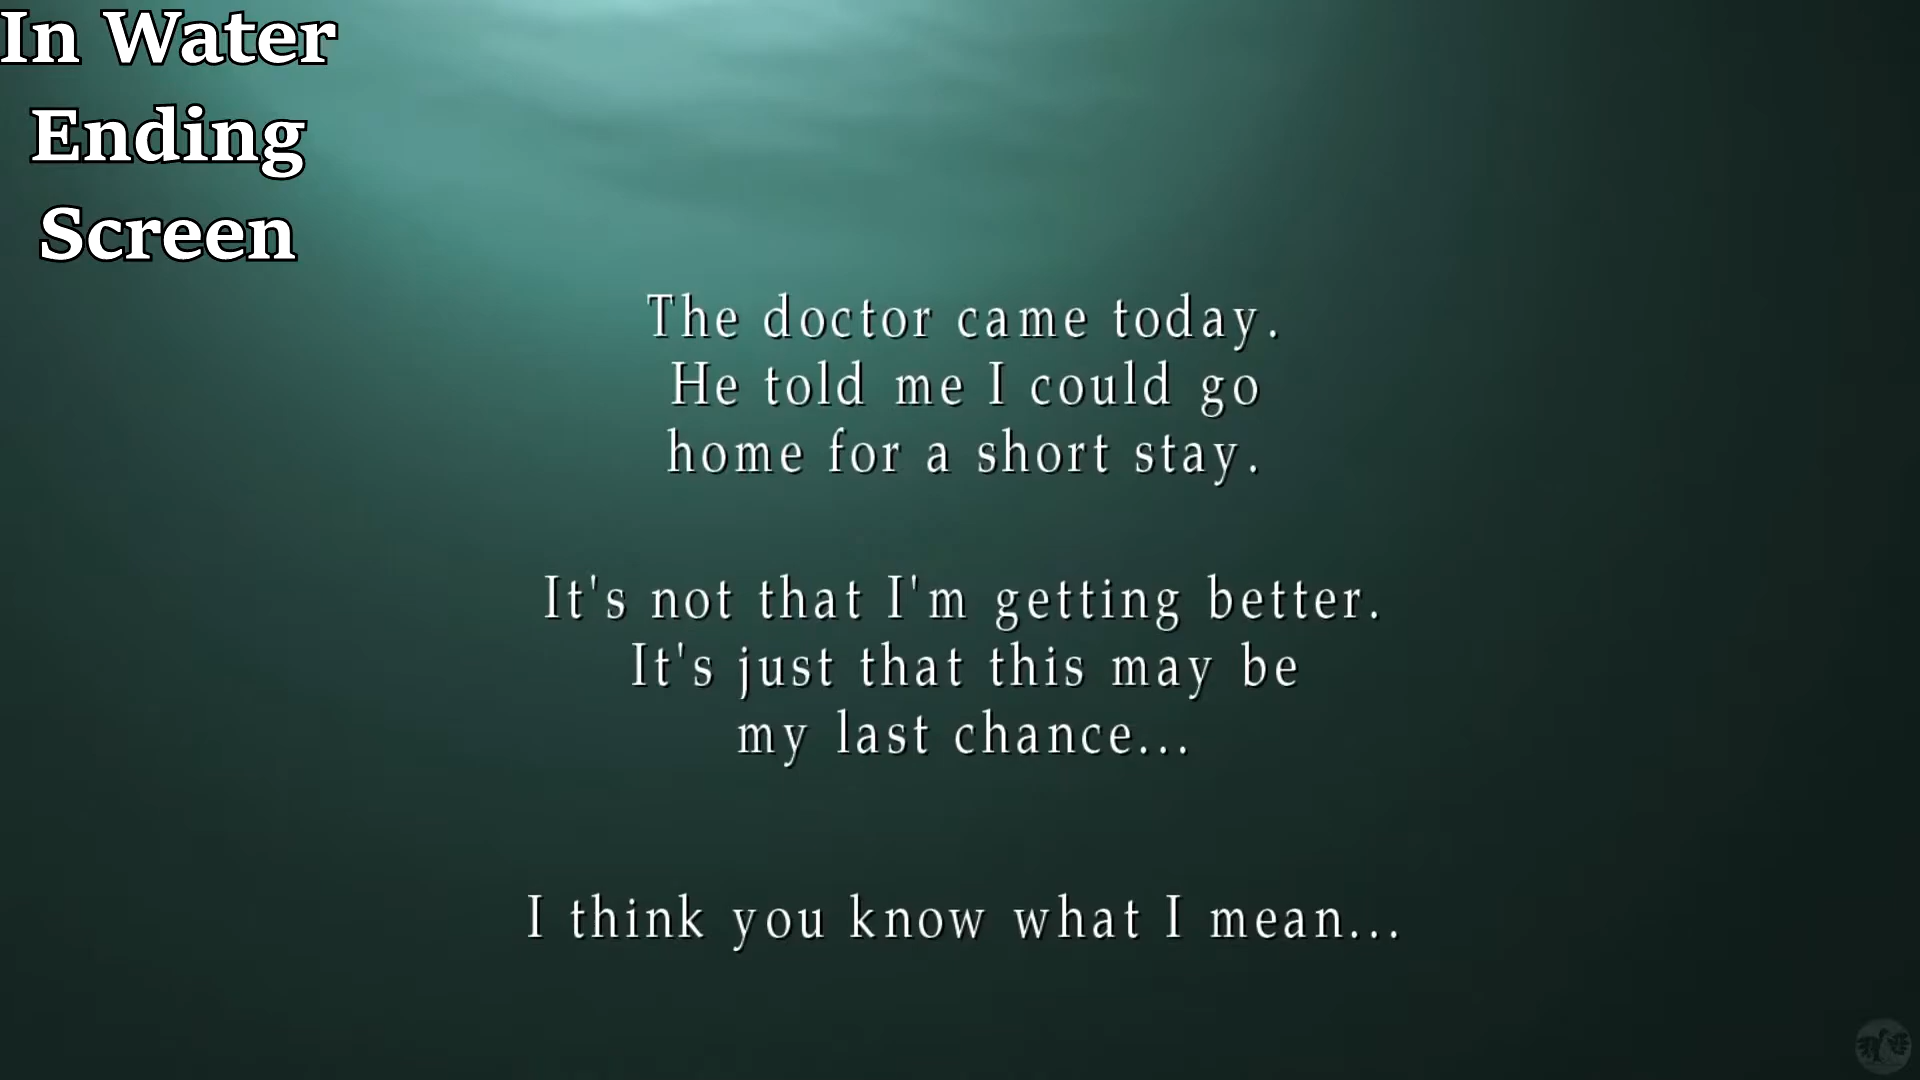 In Water
Ending
Screen
The doctor came today.
He told me I could go
home for a short stay.
It's not that I'm getting better.
It's just that this may be
my last chance...
I think you know what I mean...